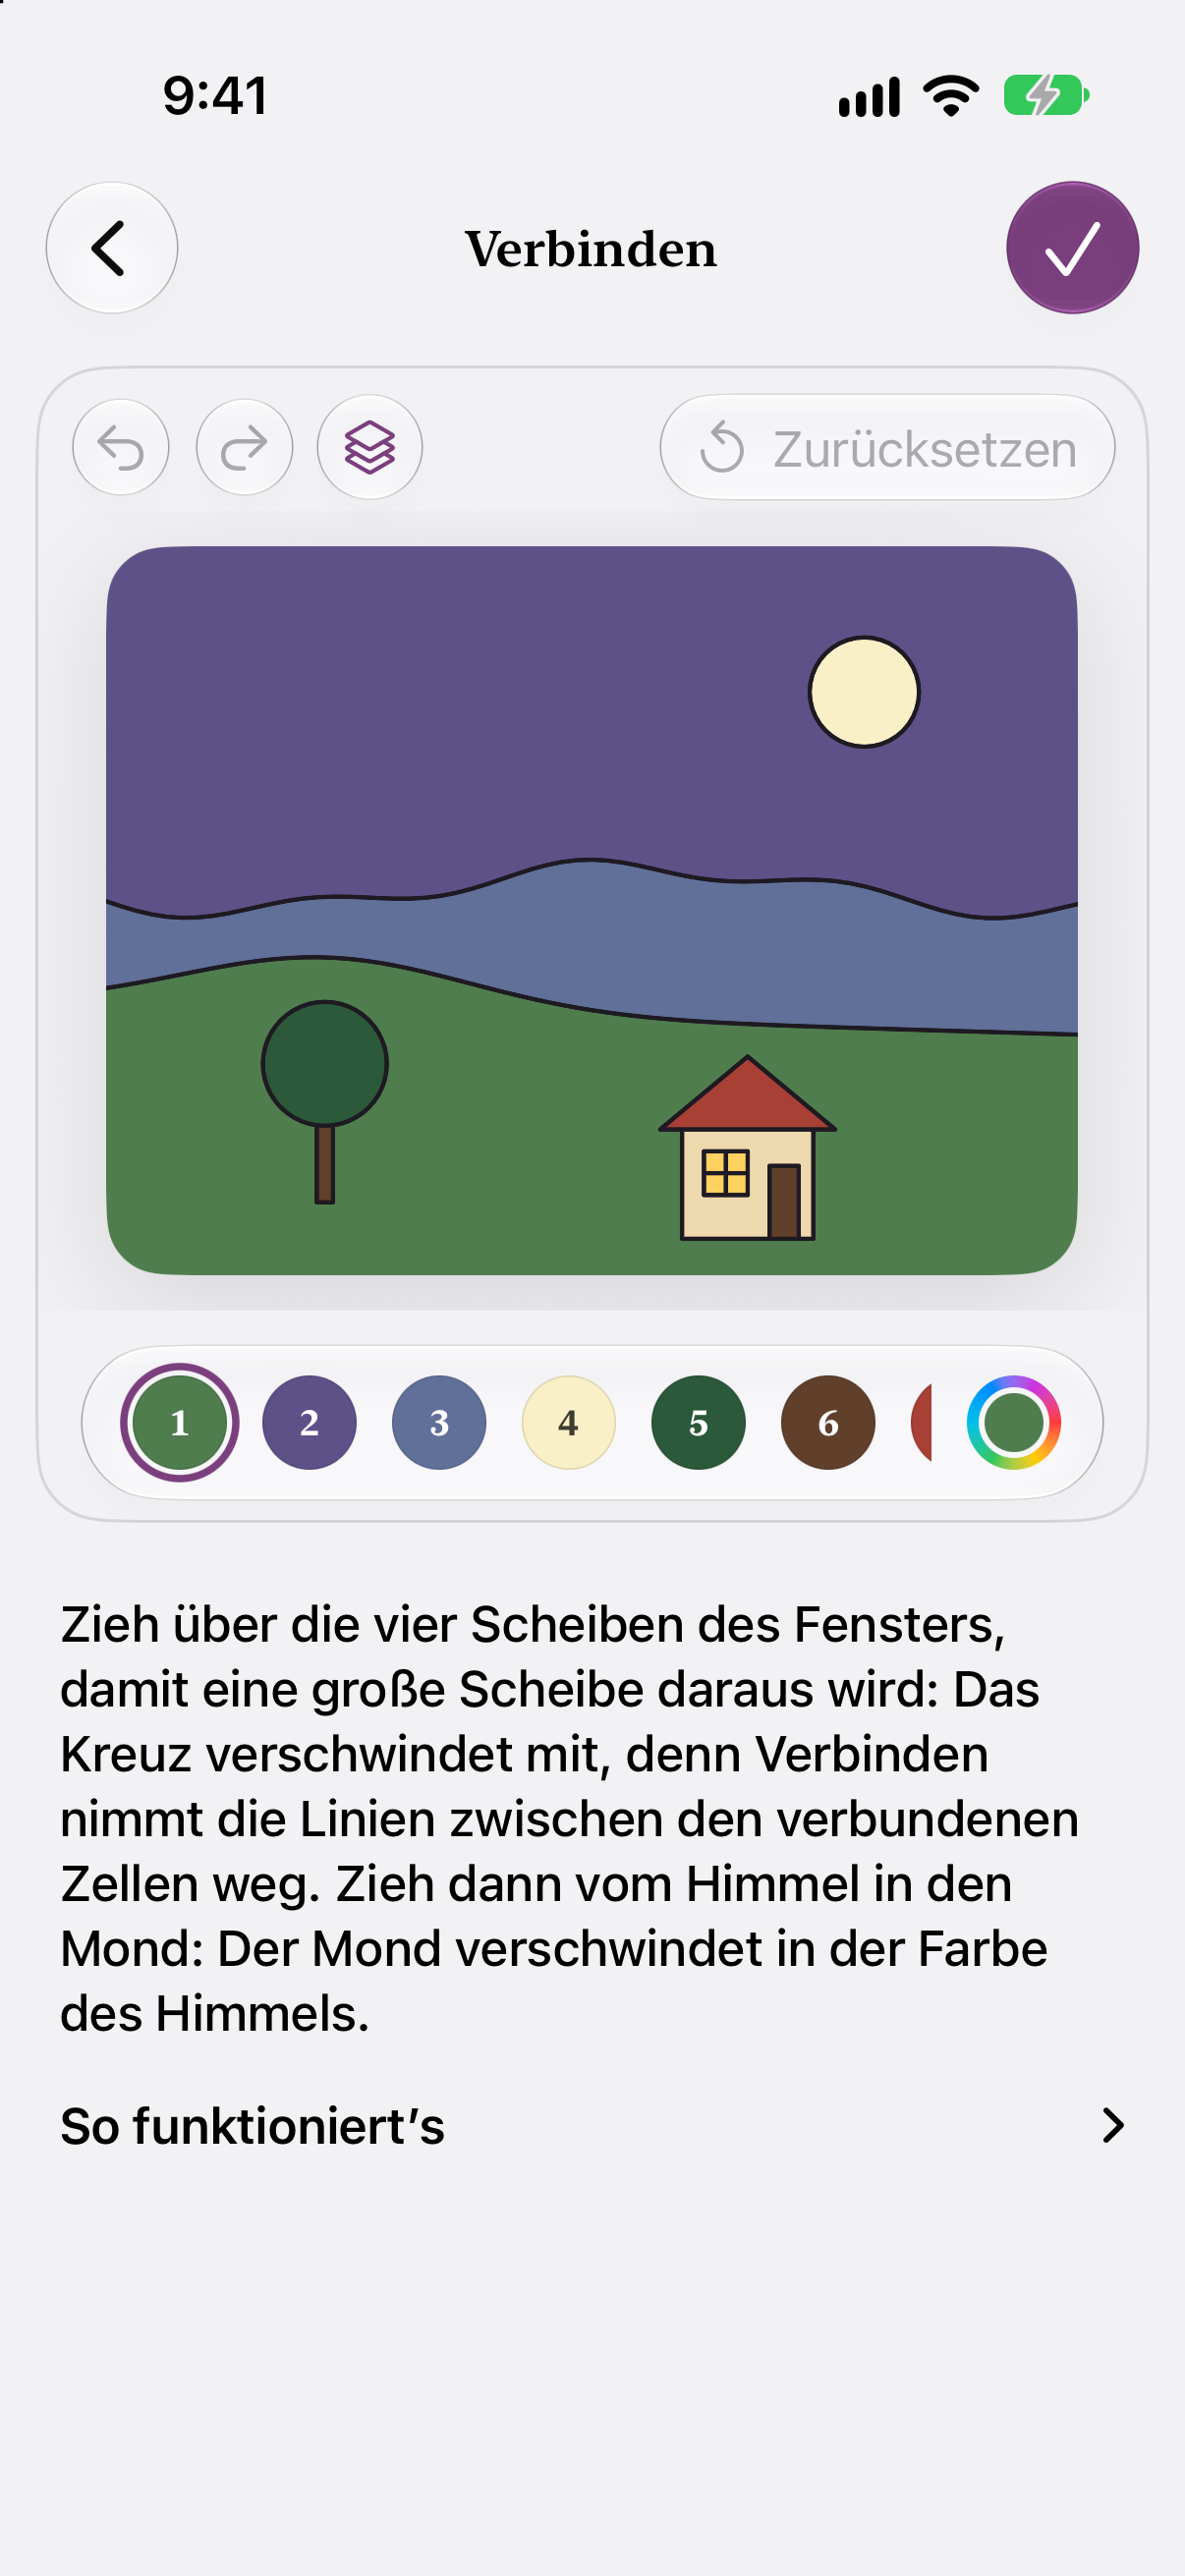 9:41
Verbinden
Zurücksetzen
1 2 3 4 5 6
Zieh über die vier Scheiben des Fensters,
damit eine große Scheibe daraus wird: Das
Kreuz verschwindet mit, denn Verbinden
nimmt die Linien zwischen den verbundenen
Zellen weg. Zieh dann vom Himmel in den
Mond: Der Mond verschwindet in der Farbe
des Himmels.
So funktioniert’s